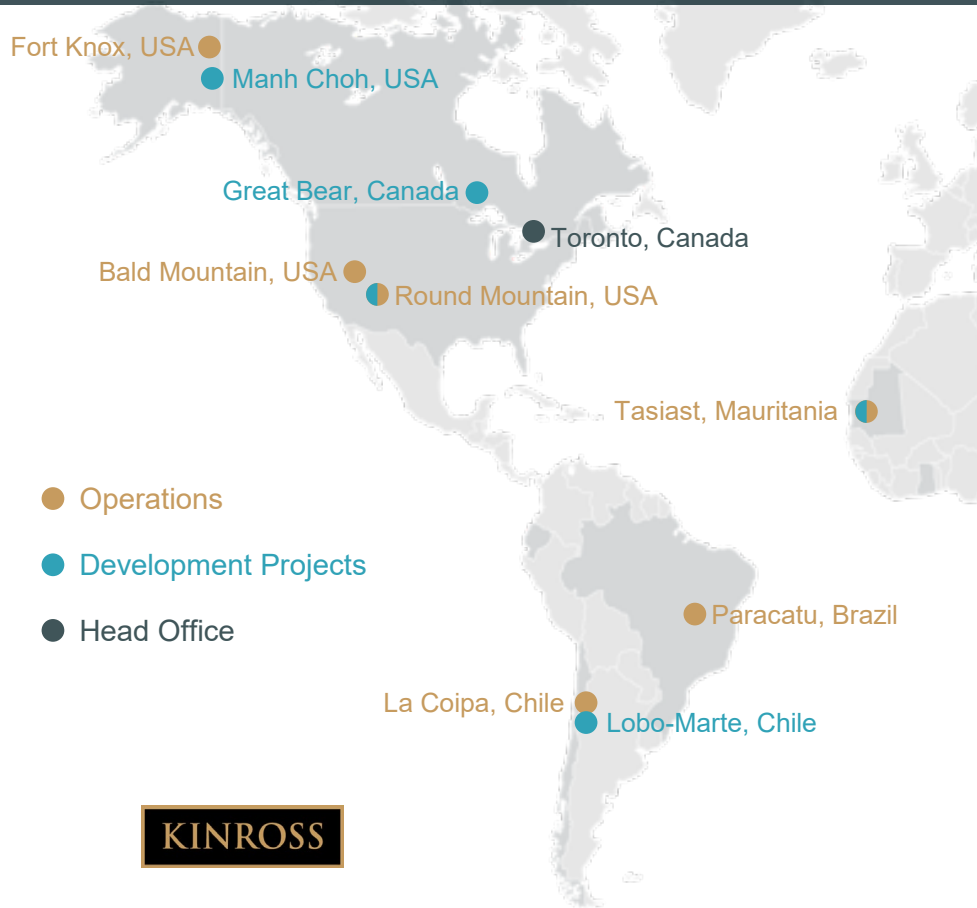 Fort Knox, USA
Manh Choh, USA
Great Bear, Canada
Toronto, Canada
Bald Mountain, USA
Round Mountain, USA
Tasiast, Mauritania
Operations
Development Projects
Head Office
Paracatu, Brazil
La Coipa, Chile
Lobo-Marte, Chile
KINROSS